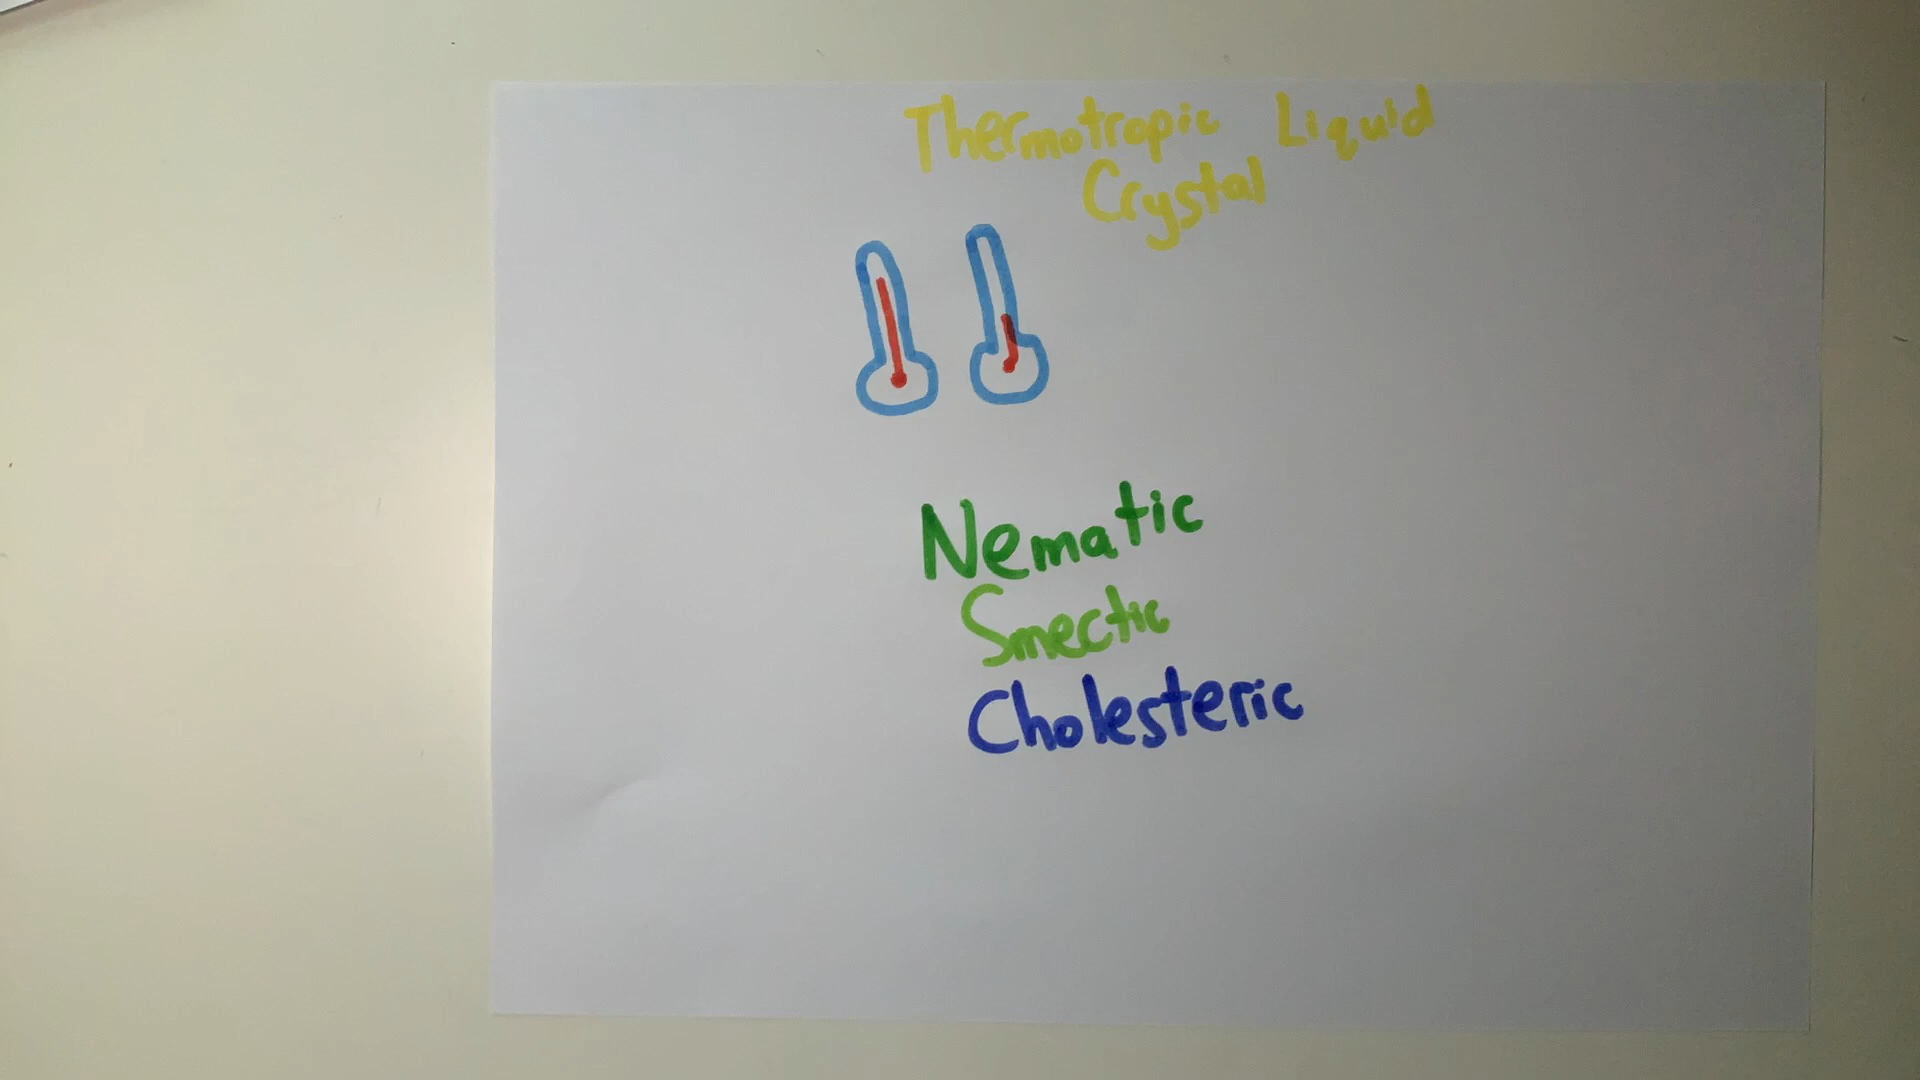 Thermotropic Liquid
Crystal
Nematic
Smectic
Cholesteric